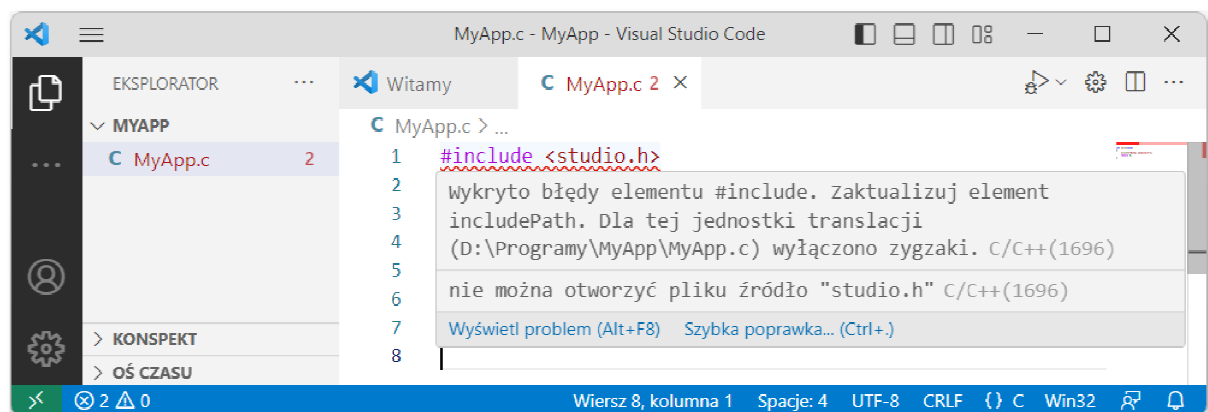 MyApp.c - MyApp - Visual Studio Code
EKSPLORATOR ...
Witamy
C MyApp.c 2
MYAPP
C MyApp.c > ...
C MyApp.c 2
1 #include <studio.h>
2
3
4
5
6
7
8
Wykryto błędy elementu #include. Zaktualizuj element
includePath. Dla tej jednostki translacji
(D:\Programy\MyApp\MyApp.c) wyłączono zygzaki. C/C++(1696)
nie można otworzyć pliku źródło "studio.h" C/C++(1696)
Wyświetl problem (Alt+F8) Szybka poprawka... (Ctrl+.)
> KONSPEKT
> OŚ CZASU
2 0 Wiersz 8, kolumna 1 Spacje: 4 UTF-8 CRLF {} C Win32